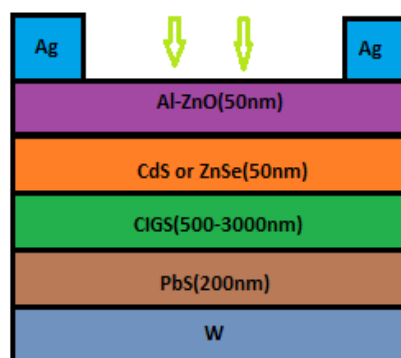 Ag Ag
Al-ZnO(50nm)
CdS or ZnSe(50nm)
CIGS(500-3000nm)
PbS(200nm)
W